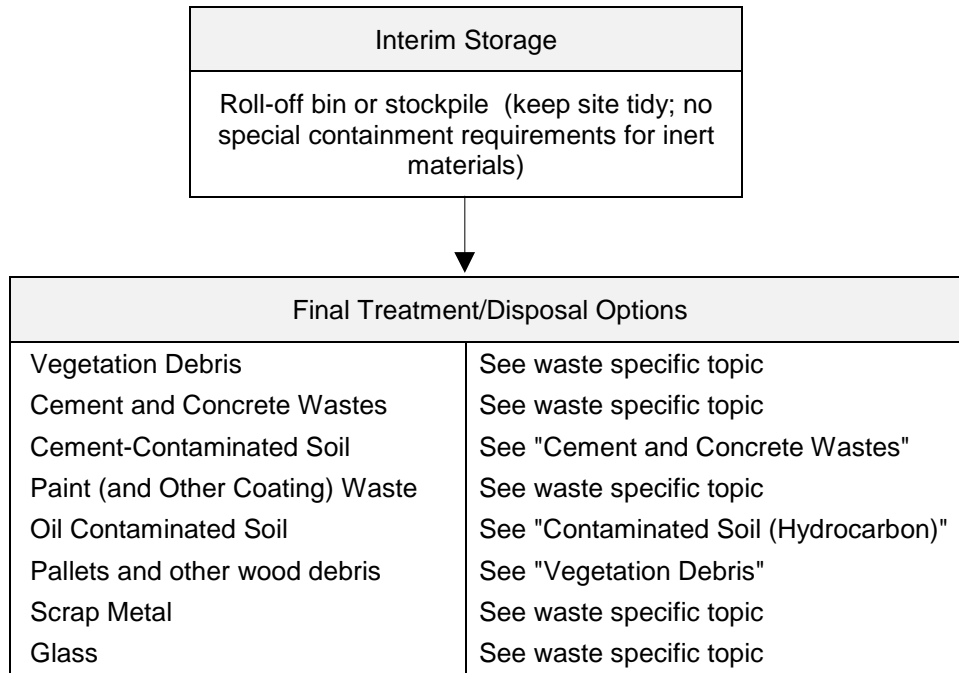 Interim Storage
Roll-off bin or stockpile (keep site tidy; no
special containment requirements for inert
materials)
Final Treatment/Disposal Options
Vegetation Debris See waste specific topic
Cement and Concrete Wastes See waste specific topic
Cement-Contaminated Soil See "Cement and Concrete Wastes"
Paint (and Other Coating) Waste See waste specific topic
Oil Contaminated Soil See "Contaminated Soil (Hydrocarbon)"
Pallets and other wood debris See "Vegetation Debris"
Scrap Metal See waste specific topic
Glass See waste specific topic